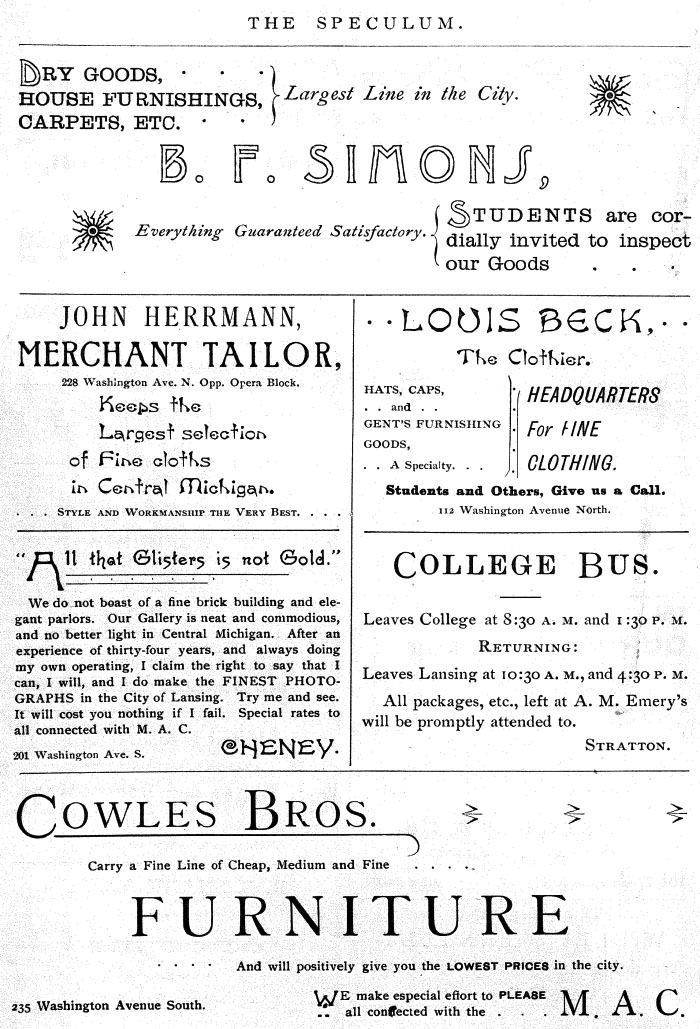 THE SPECULUM.
DRY GOODS, . . .
HOUSE FURNISHINGS,
CARPETS, ETC. . .
Largest Line in the City.
B. F. SIMONS,
Everything Guaranteed Satisfactory.
STUDENTS are cor-
dially invited to inspect
our Goods . . .
JOHN HERRMANN,
MERCHANT TAILOR,
228 Washington Ave. N. Opp. Opera Block.
Keeps the
Largest selection
of Fine cloths
in Central Michigan.
. . . STYLE AND WORKMANSHIP THE VERY BEST. . . .
"All that Glisters is not Gold."
We do not boast of a fine brick building and ele-
gant parlors. Our Gallery is neat and commodious,
and no better light in Central Michigan. After an
experience of thirty-four years, and always doing
my own operating, I claim the right to say that I
can, I will, and I do make the FINEST PHOTO-
GRAPHS in the City of Lansing. Try me and see.
It will cost you nothing if I fail. Special rates to
all connected with M. A. C.
201 Washington Ave. S. CHENEY.
. . LOUIS BECK, . .
The Clothier.
HATS, CAPS,
. . and . .
GENT'S FURNISHING
GOODS,
. . A Specialty. . .
HEADQUARTERS
For FINE
CLOTHING.
Students and Others, Give us a Call.
112 Washington Avenue North.
COLLEGE BUS.
Leaves College at 8:30 A. M. and 1:30 P. M.
RETURNING:
Leaves Lansing at 10:30 A. M., and 4:30 P. M.
All packages, etc., left at A. M. Emery's
will be promptly attended to.
STRATTON.
COWLES BROS.
Carry a Fine Line of Cheap, Medium and Fine . . . .
FURNITURE
. . . . And will positively give you the LOWEST PRICES in the city.
235 Washington Avenue South.
WE make especial effort to PLEASE
all connected with the . . .
M. A. C.